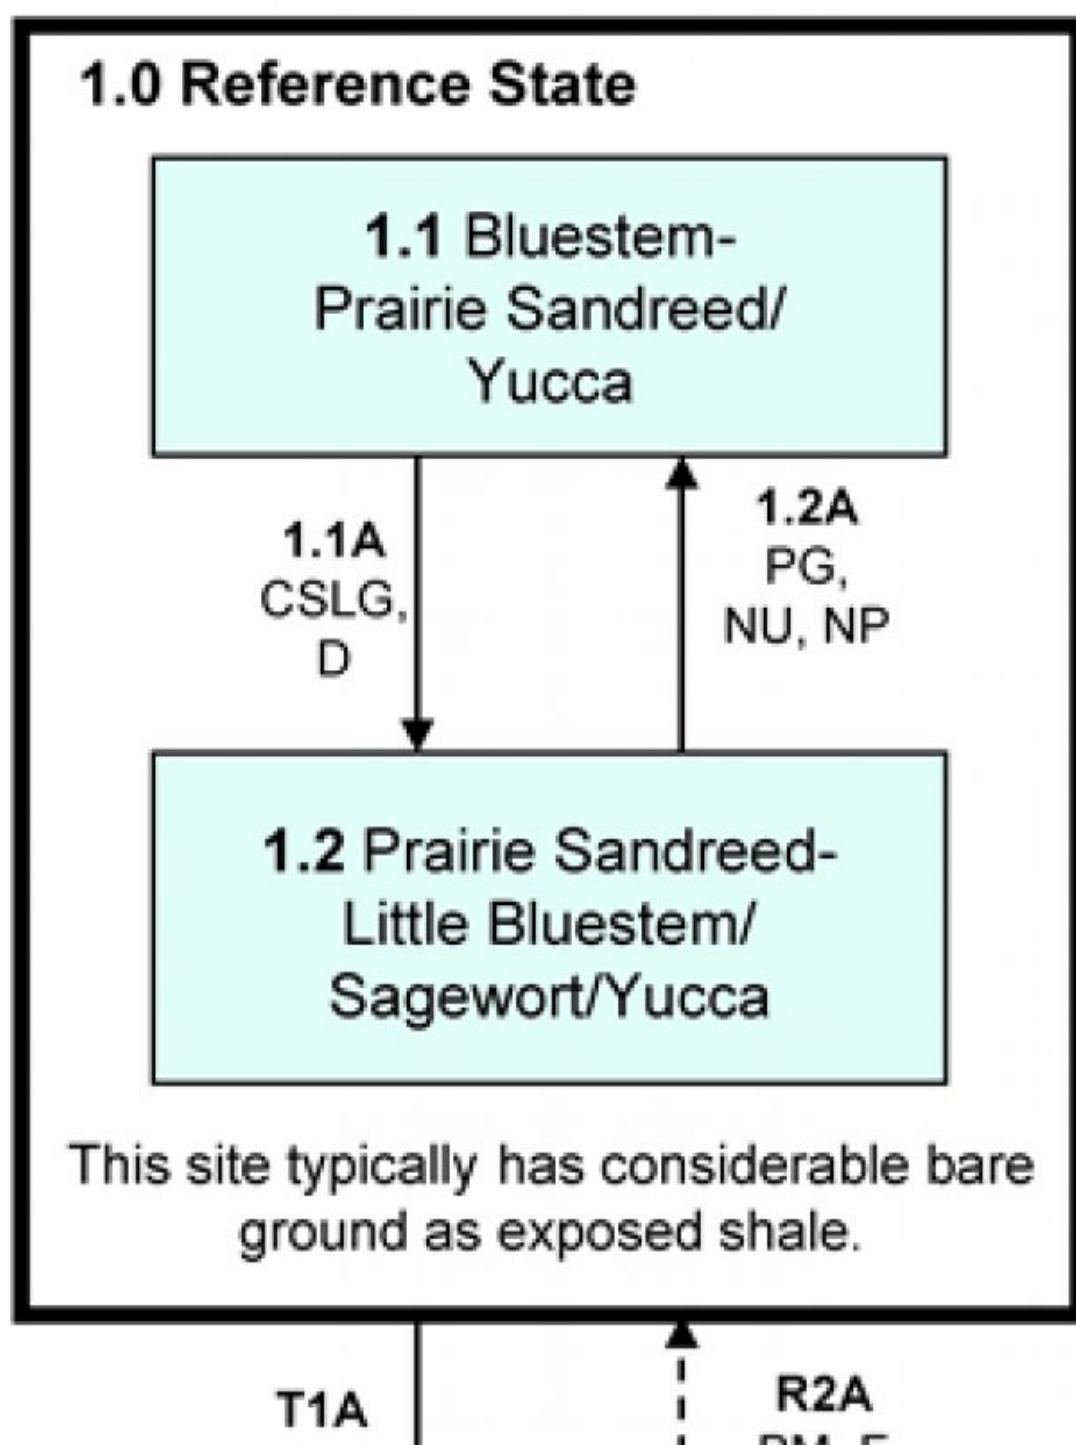 1.0 Reference State
1.1 Bluestem-
Prairie Sandreed/
Yucca
1.1A
CSLG,
D
1.2A
PG,
NU, NP
1.2 Prairie Sandreed-
Little Bluestem/
Sagewort/Yucca
This site typically has considerable bare
ground as exposed shale.
T1A
R2A